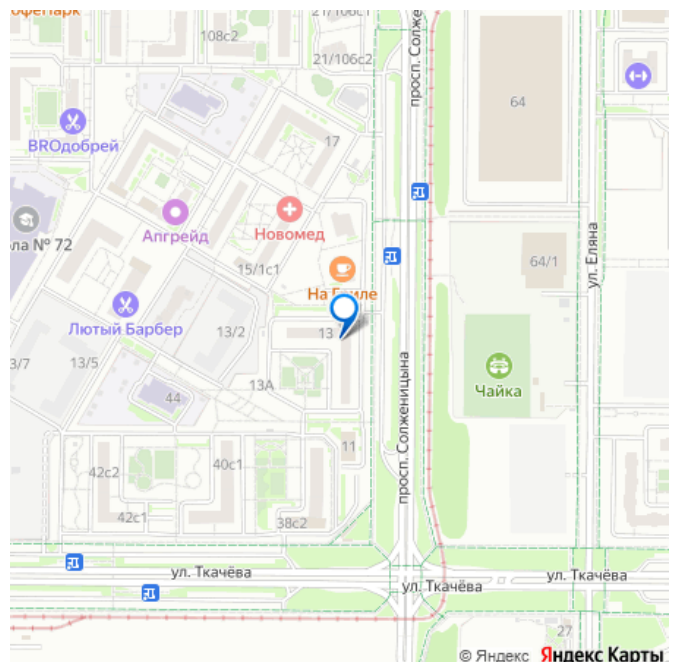 офеПарк
21/106с1
108с2
21/106с2
просп. Солже
64
BROдобрей
17
ола № 72
Апгрейд
Новомед
15/1с1
64/1
ул. Еляна
На Гриле
Лютый Барбер
13/2
13
3/7
13/5
44
13А
Чайка
просп. Солженицына
11
42с2
40с1
42с1
38с2
ул. Ткачёва
ул. Ткачёва
ул. Ткачёва
27
© Яндекс Яндекс Карты